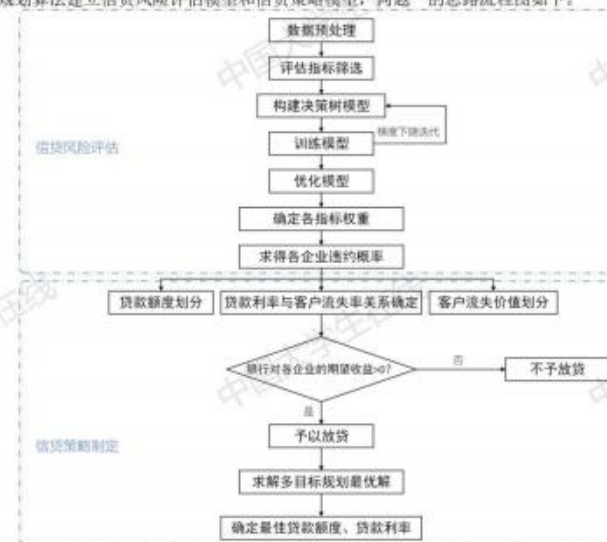 规划算法建立信贷风险评估模型和信贷策略模型，问题一的思路流程图如下。
数据预处理
评估指标筛选
构建决策树模型
梯度下降迭代
信贷风险评估
训练模型
优化模型
确定各指标权重
求得各企业违约概率
贷款额度划分
贷款利率与客户流失率关系确定
客户流失价值划分
银行对各企业的期望收益>0?
否
不予放贷
是
予以放贷
信贷策略制定
求解多目标规划最优解
确定最佳贷款额度、贷款利率